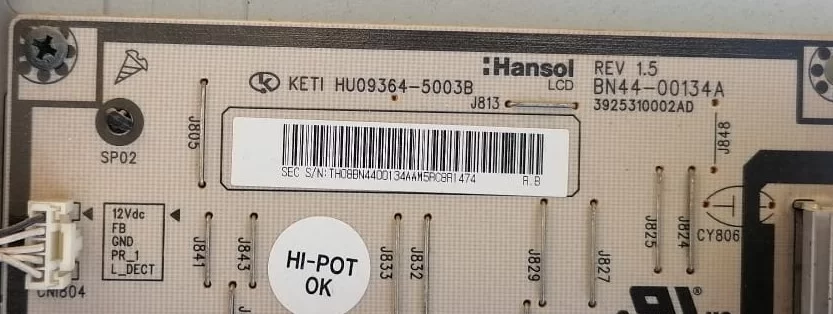 :Hansol
LCD
REV 1.5
BN44-00134A
3925310002AD
KETI HU09364-5003B
J813
J805
J848
SP02
SEC S/N:TH08BN4400134AAM5RC8R1474
R.B
12Vdc
FB
GND
PR_1
L_DECT
J841
J843
HI-POT
OK
J833
J832
J829
J827
J825
J824
CY806
CN1804